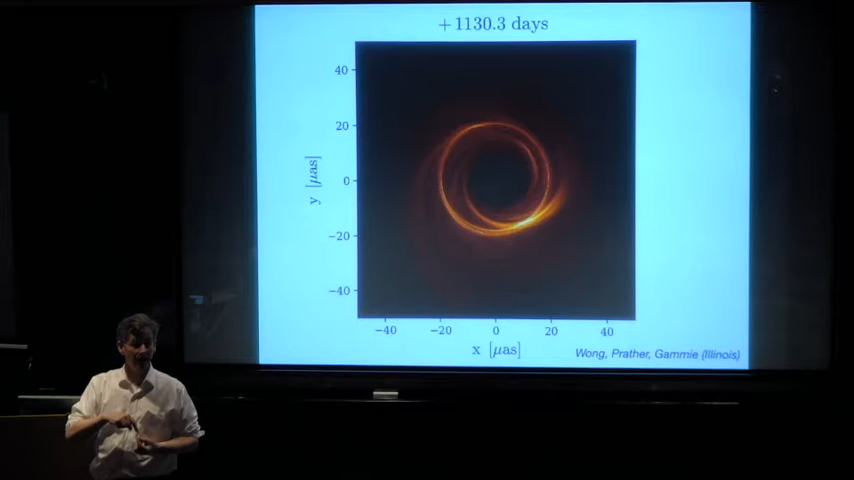 +1130.3 days
40
20
0
−20
−40
y [μas]
−40 −20 0 20 40
x [μas]
Wong, Prather, Gammie (Illinois)